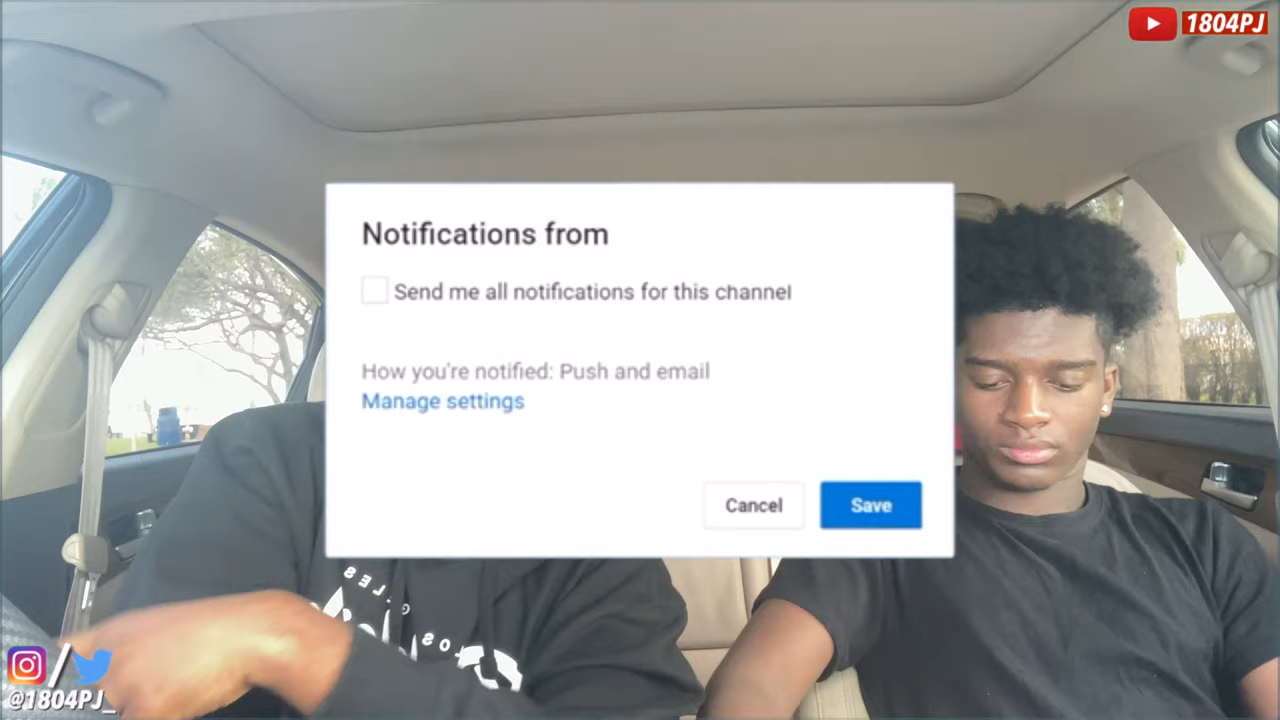 1804PJ
Notifications from
Send me all notifications for this channel
How you're notified: Push and email
Manage settings
Cancel
Save
@1804PJ_